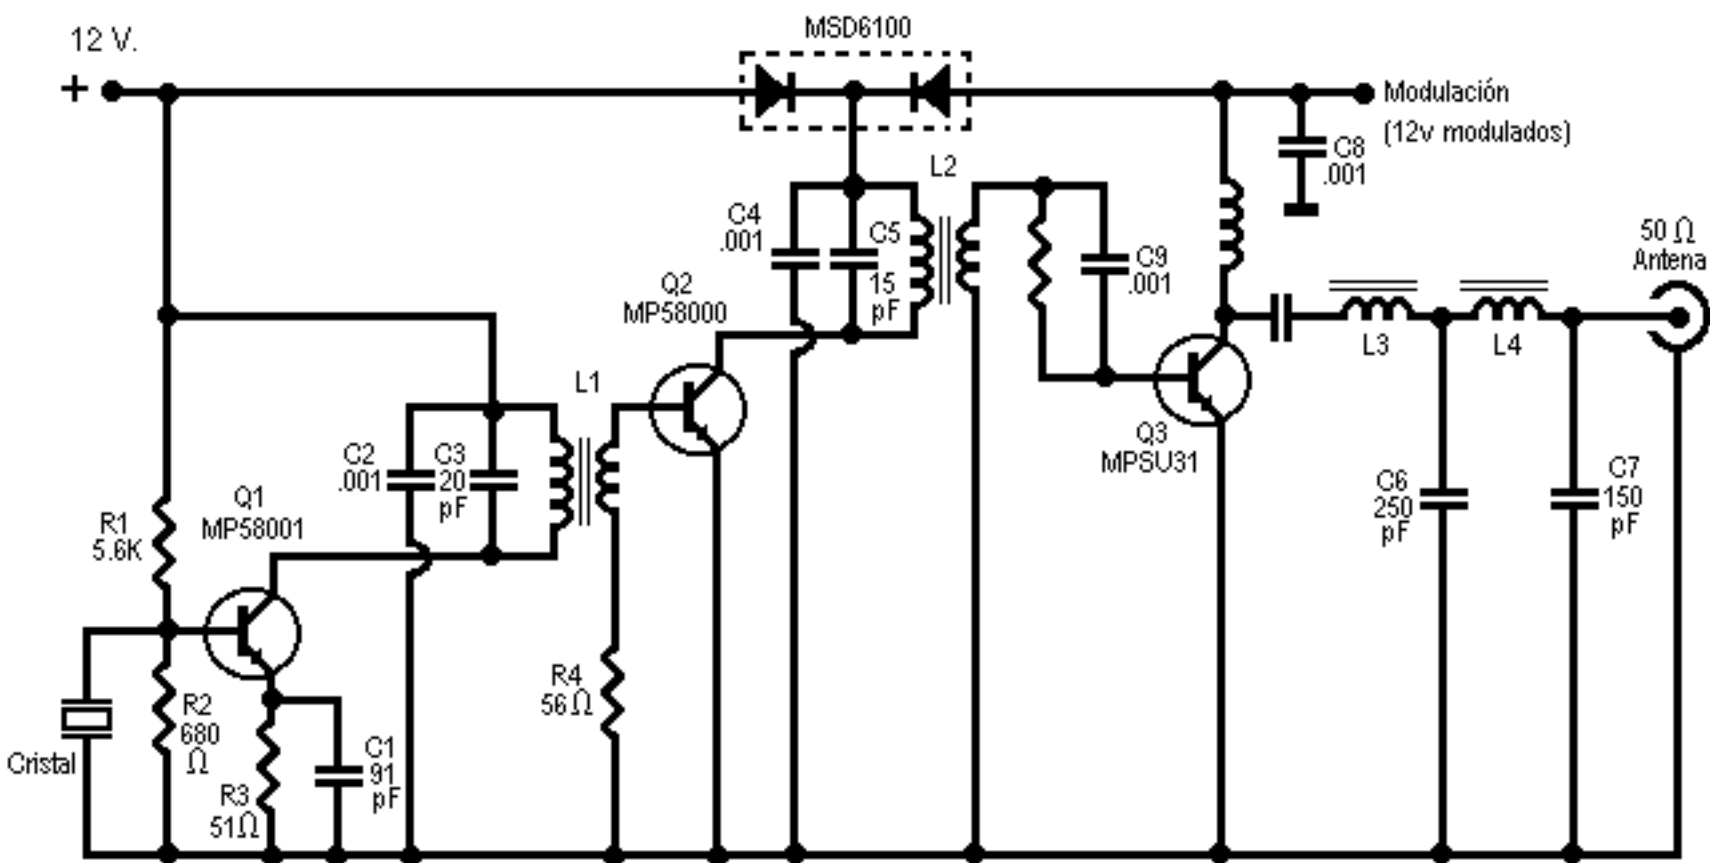 MSD6100
12 V.
+
Modulación
(12v modulados)
C8
.001
L2
C4
.001
C5
15
pF
C9
.001
50 Ω
Antena
Q2
MP58000
L3
L4
L1
Q3
MPSU31
C2
.001
C3
20
pF
C6
250
pF
C7
150
pF
Q1
MP58001
R1
5.6K
R4
56Ω
R2
680
Ω
Cristal
C1
91
pF
R3
51Ω